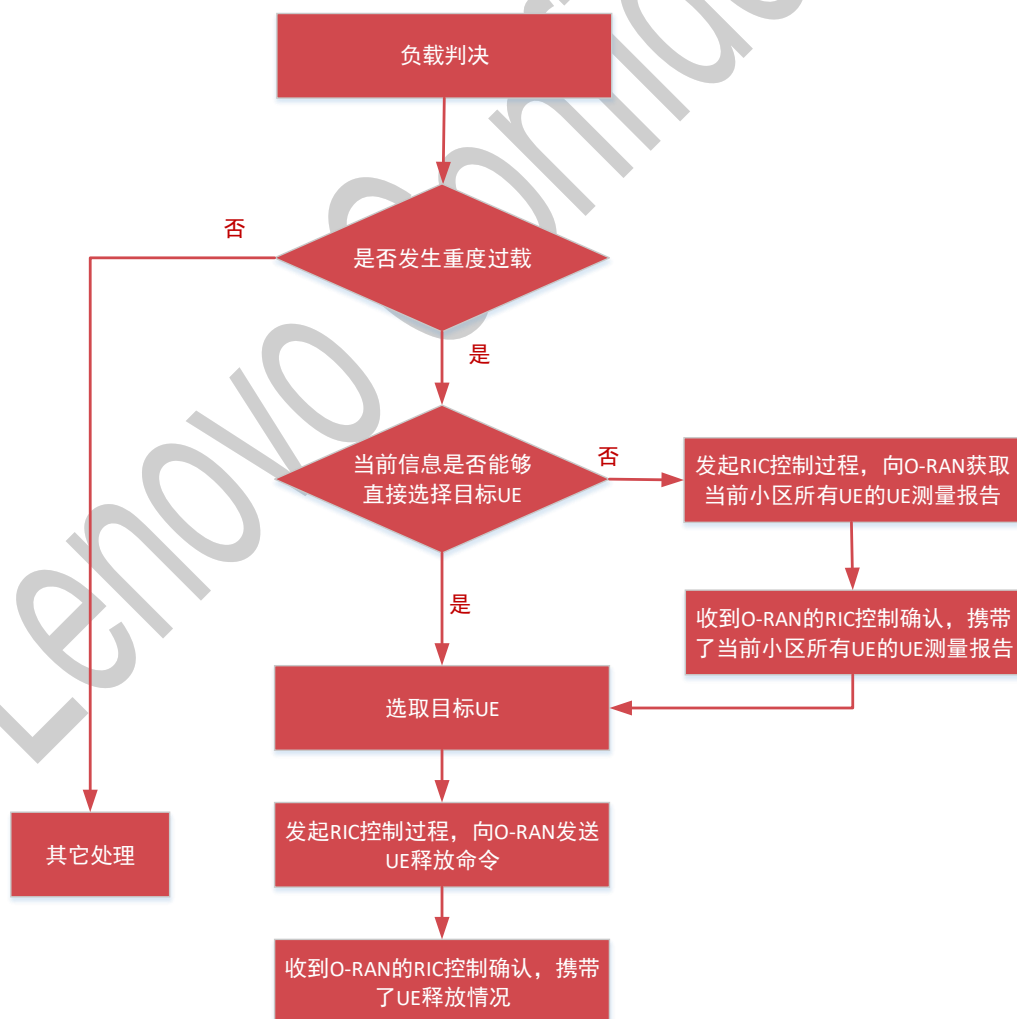 负载判决
否
是否发生重度过载
是
当前信息是否能够
直接选择目标UE
否
发起RIC控制过程，向O-RAN获取
当前小区所有UE的UE测量报告
收到O-RAN的RIC控制确认，携带
了当前小区所有UE的UE测量报告
是
选取目标UE
发起RIC控制过程，向O-RAN发送
UE释放命令
其它处理
收到O-RAN的RIC控制确认，携带
了UE释放情况
Lenovo